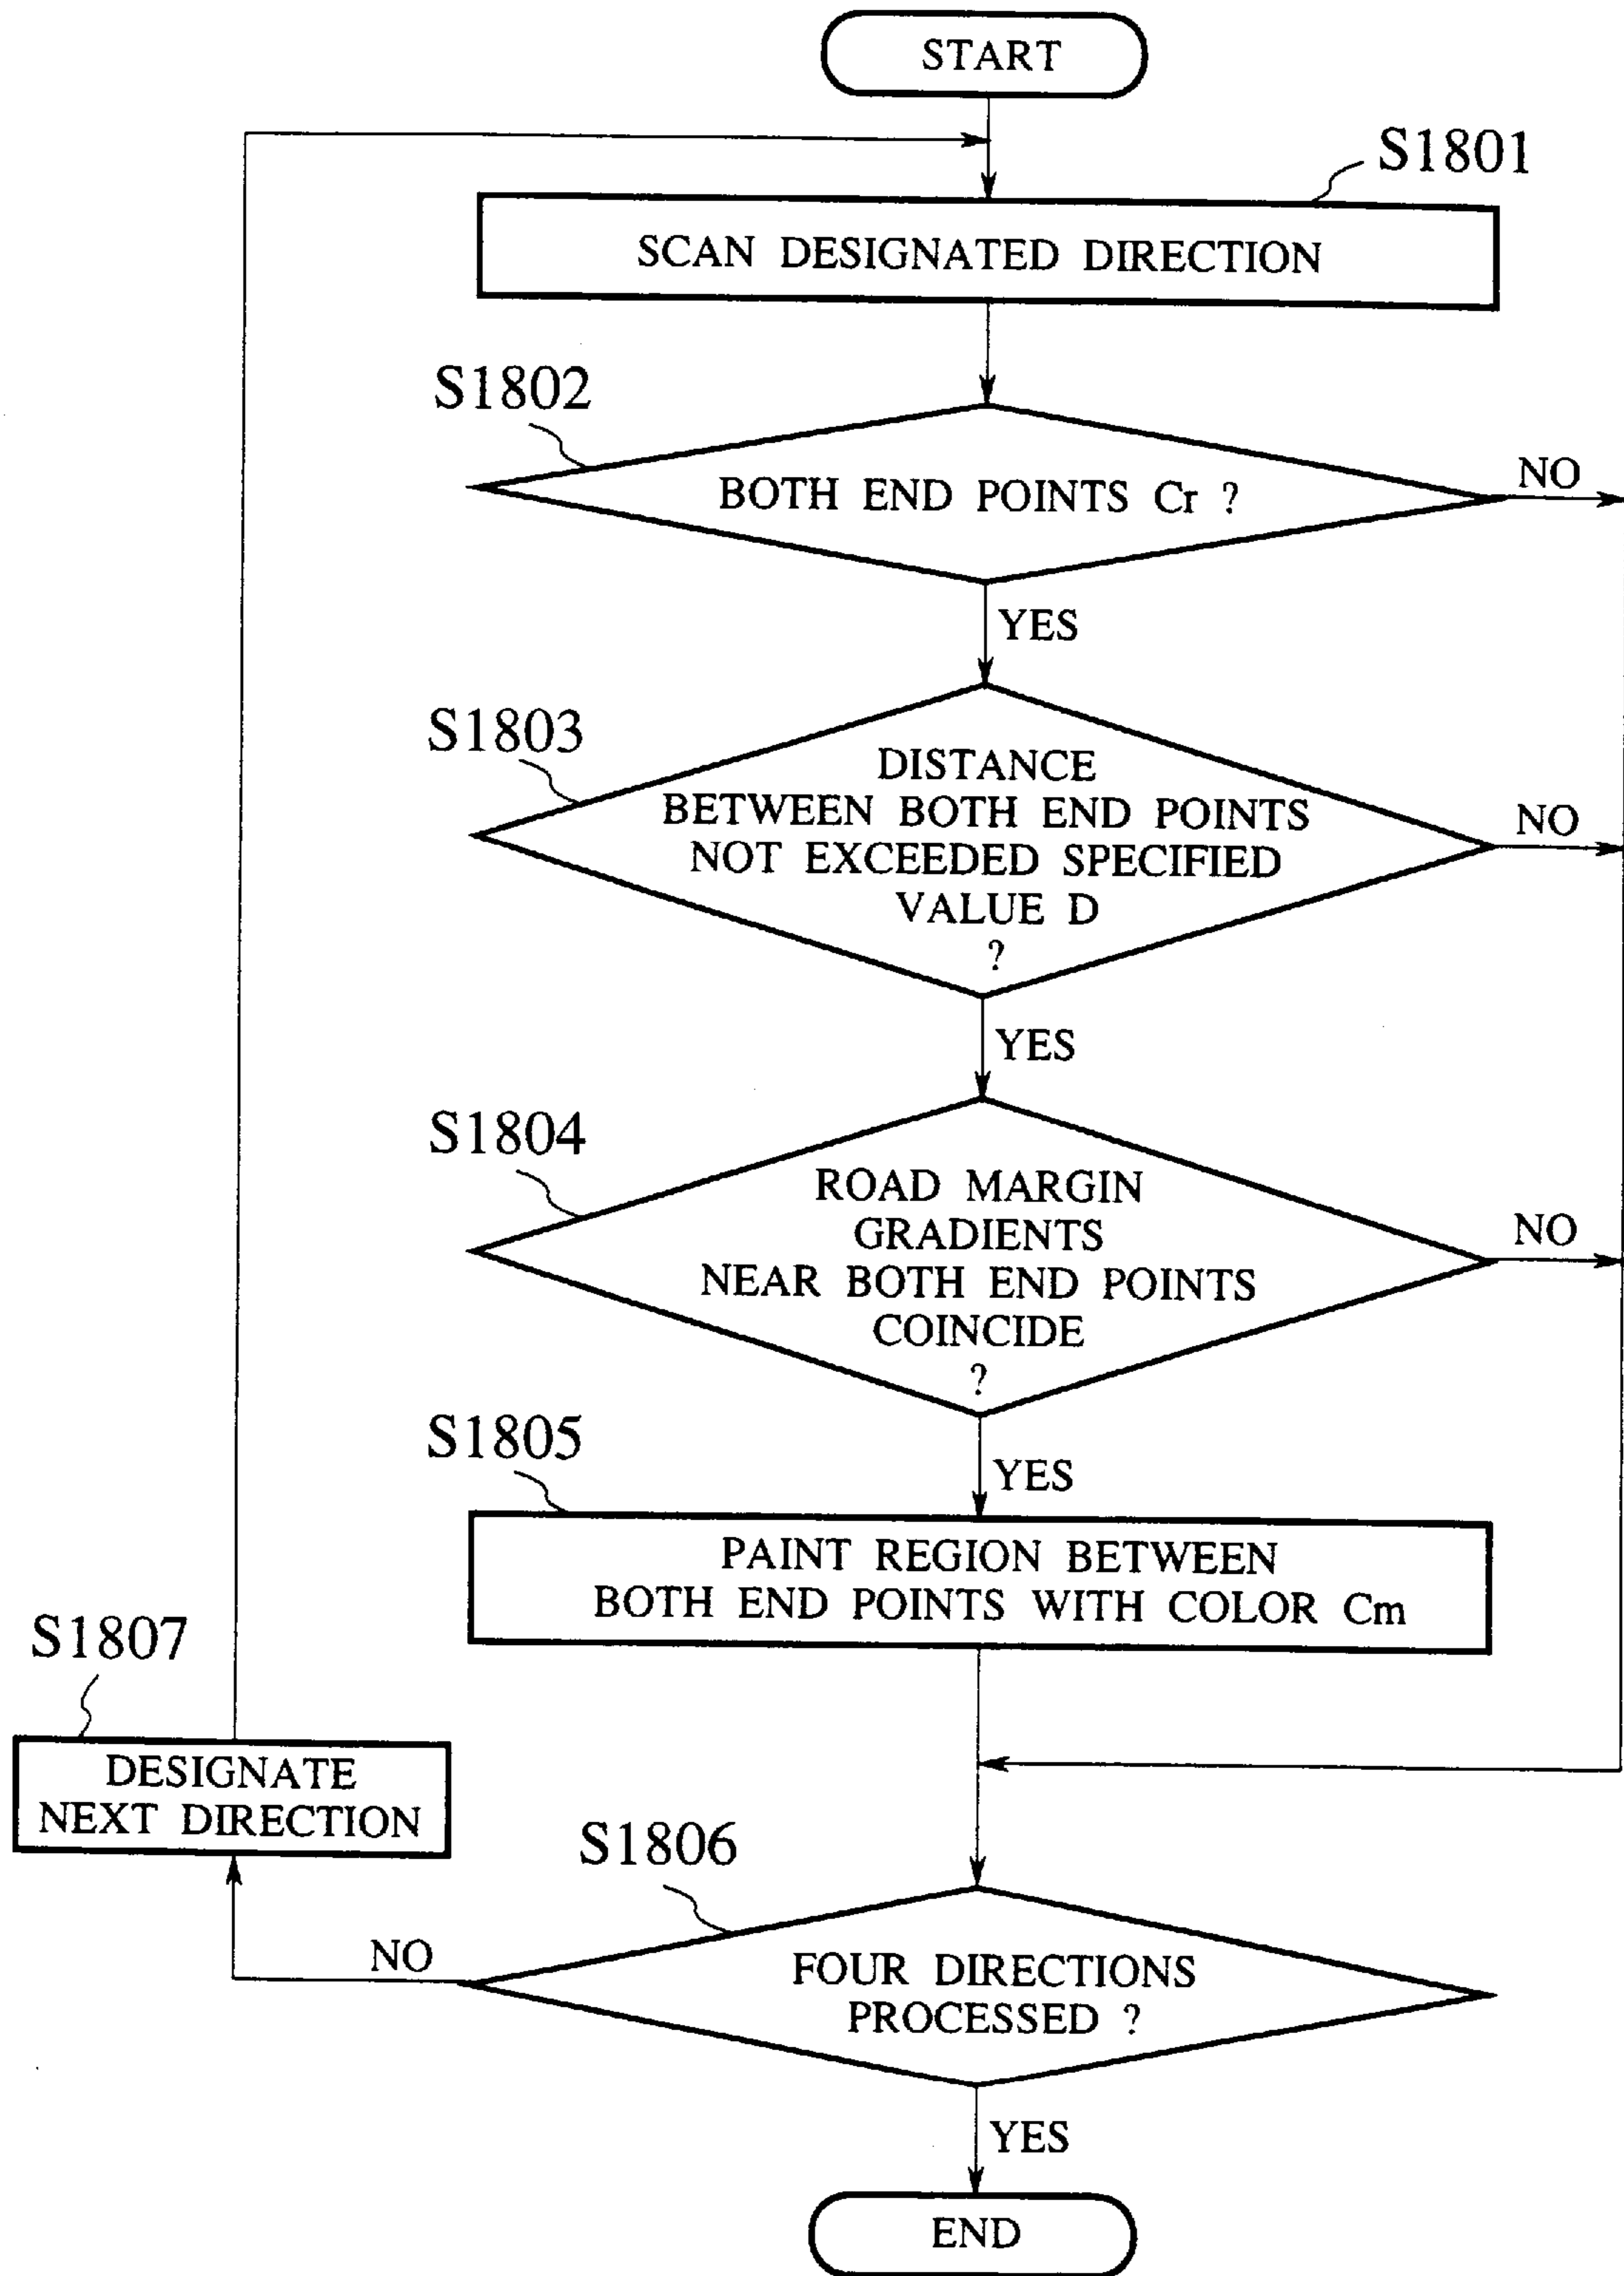 START
S1801
SCAN DESIGNATED DIRECTION
S1802
BOTH END POINTS Cr ?
NO
YES
S1803
DISTANCE
BETWEEN BOTH END POINTS
NOT EXCEEDED SPECIFIED
VALUE D
?
NO
YES
S1804
ROAD MARGIN
GRADIENTS
NEAR BOTH END POINTS
COINCIDE
?
NO
YES
S1805
PAINT REGION BETWEEN
BOTH END POINTS WITH COLOR Cm
S1807
DESIGNATE
NEXT DIRECTION
S1806
FOUR DIRECTIONS
PROCESSED ?
NO
YES
END